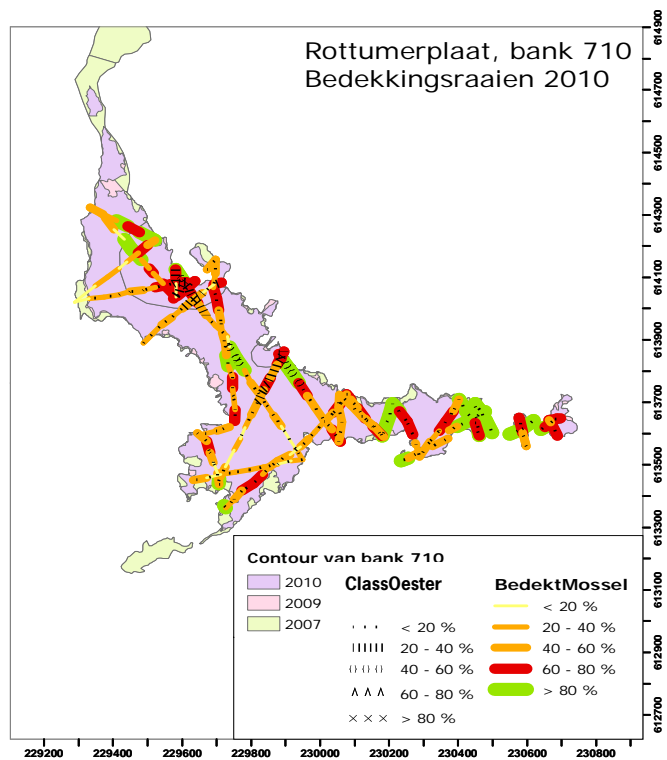 Rottumerplaat, bank 710
Bedekkingsraaien 2010
614900
614700
614500
614300
614100
613900
613700
613500
613300
613100
612900
612700
Contour van bank 710
2010
2009
2007
ClassOester
< 20 %
20 - 40 %
40 - 60 %
60 - 80 %
> 80 %
BedektMossel
< 20 %
20 - 40 %
40 - 60 %
60 - 80 %
> 80 %
229200 229400 229600 229800 230000 230200 230400 230600 230800